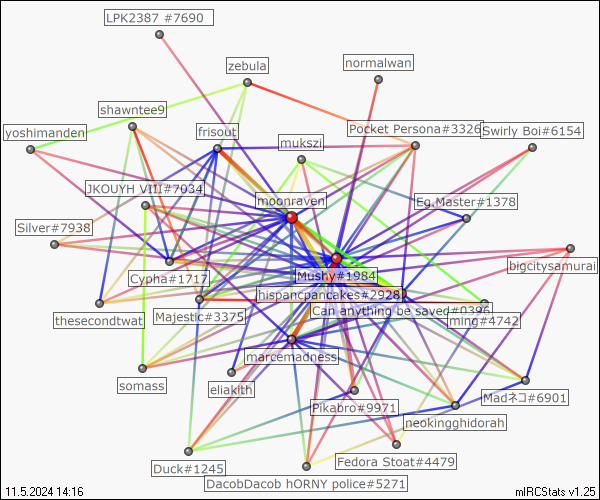 LPK2387 #7690
zebula
normalwan
shawntee9
yoshimanden
frisout
mukszi
Pocket Persona#3326
Swirly Boi#6154
JKOUYH VIII#7034
moonraven
Eg.Master#1378
Silver#7938
Cypha#1717
Mushy#1984
bigcitysamurai
hispancpancakes#2928
thesecondtwat
Majestic#3375
Can anything be saved#0396
ming#4742
marcemadness
somass
eliakith
Pikabro#9971
Madネコ#6901
neokingghidorah
Duck#1245
Fedora Stoat#4479
DacobDacob hORNY police#5271
11.5.2024 14:16
mIRCStats v1.25